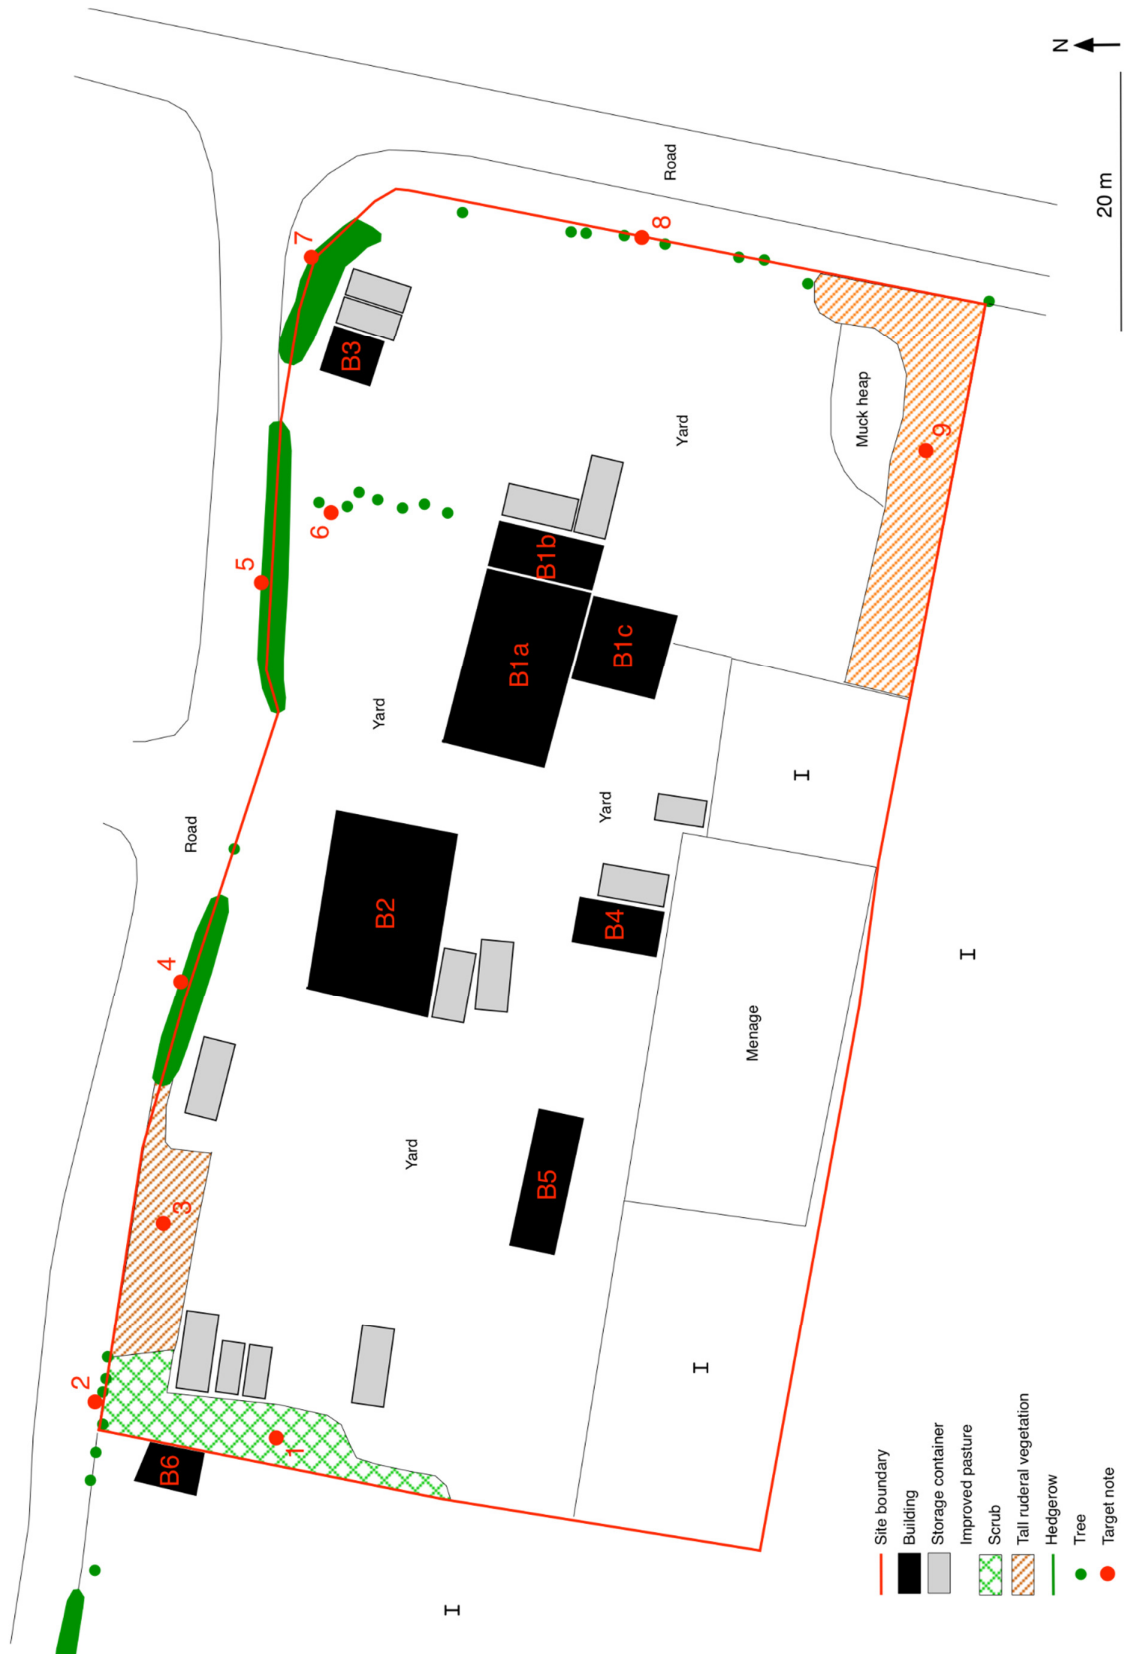 2
B6
4
3
Road
5
1
7
6
B3
Yard
B2
Yard
I
B1a
B5
B1b
Yard
B4
B1c
8
Road
Yard
I
Menage
I
Muck heap
9
I
N
20 m
Site boundary
Building
Storage container
Improved pasture
Scrub
Tall ruderal vegetation
Hedgerow
Tree
Target note